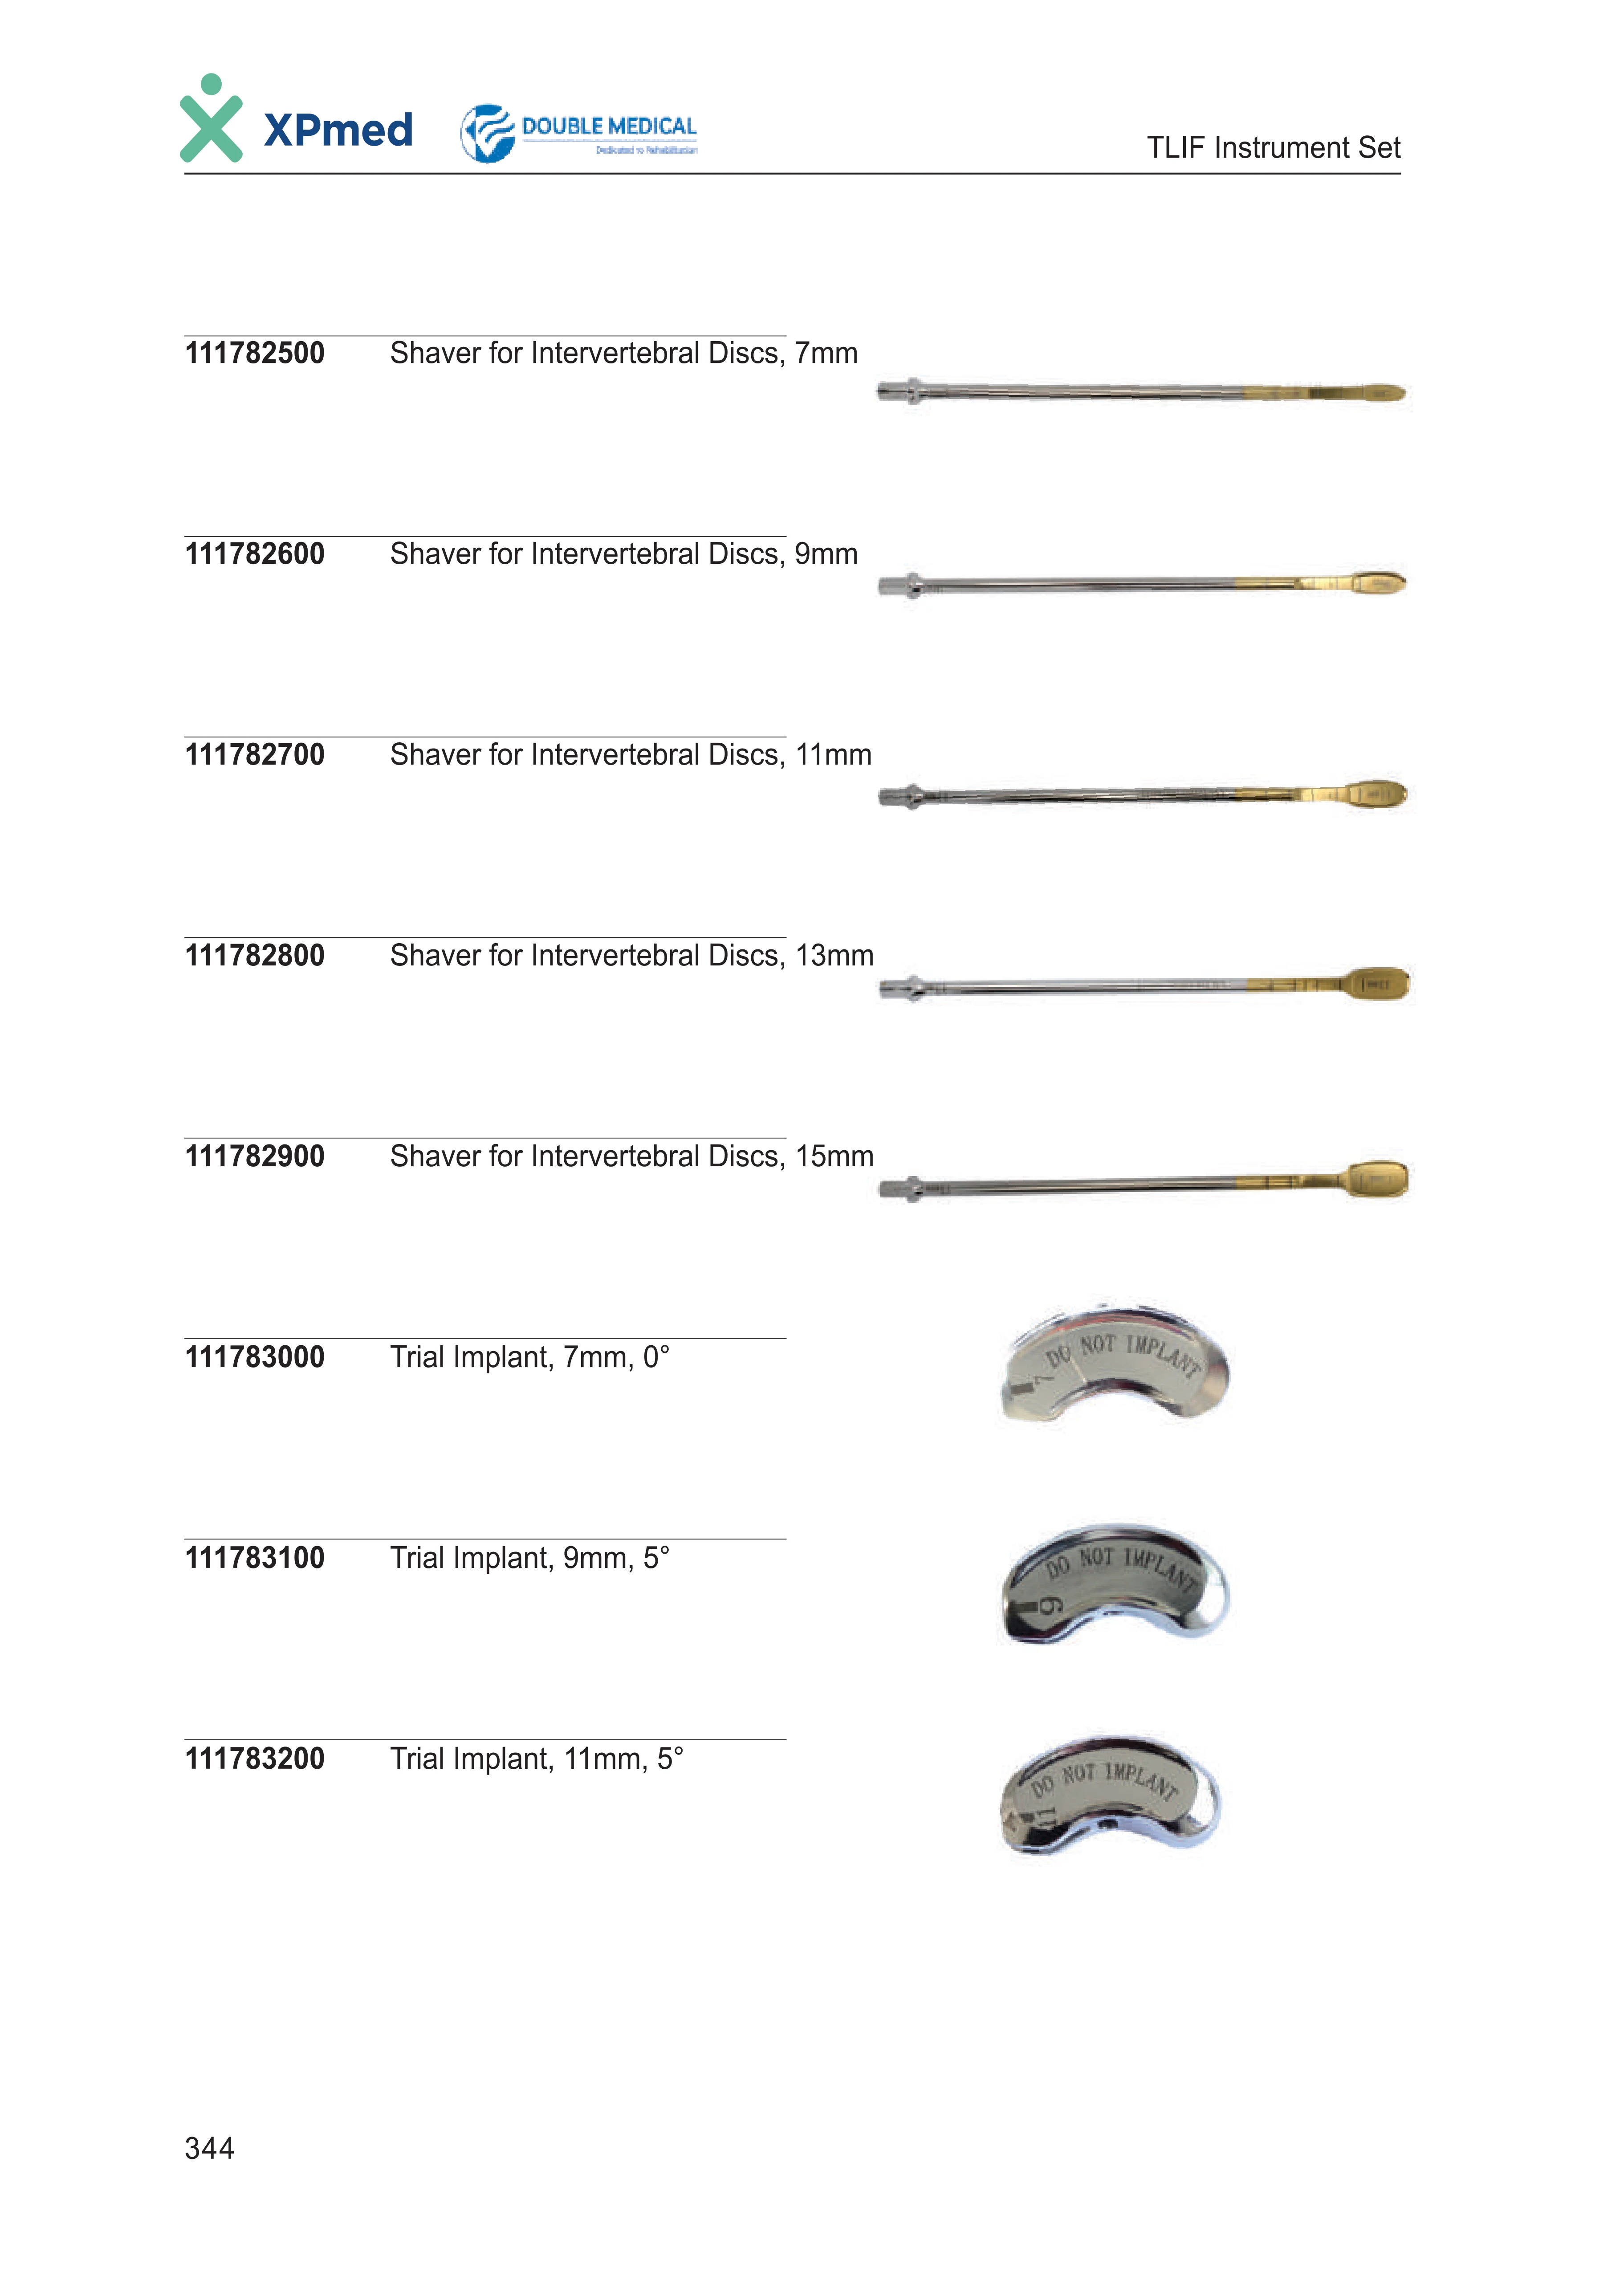 XPmed
DOUBLE MEDICAL
Dedicated to Rehabilitation
TLIF Instrument Set
111782500 Shaver for Intervertebral Discs, 7mm
111782600 Shaver for Intervertebral Discs, 9mm
111782700 Shaver for Intervertebral Discs, 11mm
111782800 Shaver for Intervertebral Discs, 13mm
111782900 Shaver for Intervertebral Discs, 15mm
111783000 Trial Implant, 7mm, 0°
DO NOT IMPLANT
7
111783100 Trial Implant, 9mm, 5°
DO NOT IMPLANT
9
111783200 Trial Implant, 11mm, 5°
DO NOT IMPLANT
11
344